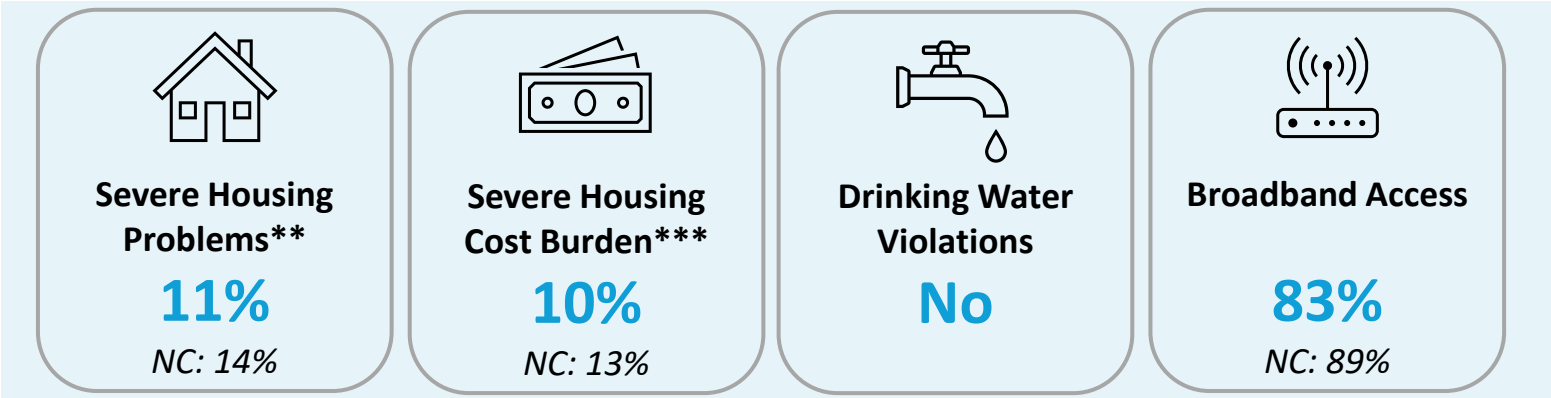 Severe Housing
Problems**
11%
NC: 14%
Severe Housing
Cost Burden***
10%
NC: 13%
Drinking Water
Violations
No
Broadband Access
83%
NC: 89%